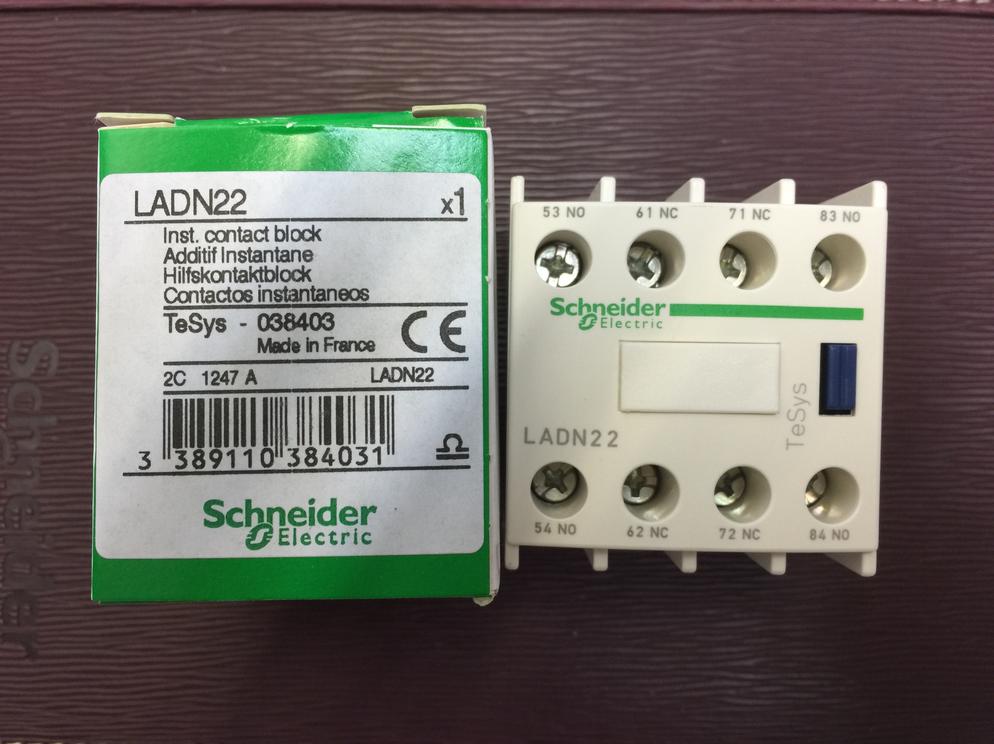 LADN22 x1
Inst. contact block
Additif Instantane
Hilfskontaktblock
Contactos instantaneos
TeSys - 038403
Made in France CE
2C 1247 A LADN22
3 389110 384031
Schneider
Electric
53 NO 61 NC 71 NC 83 NO
Schneider
Electric
TeSys
LADN22
54 NO 62 NC 72 NC 84 NO
Schneider